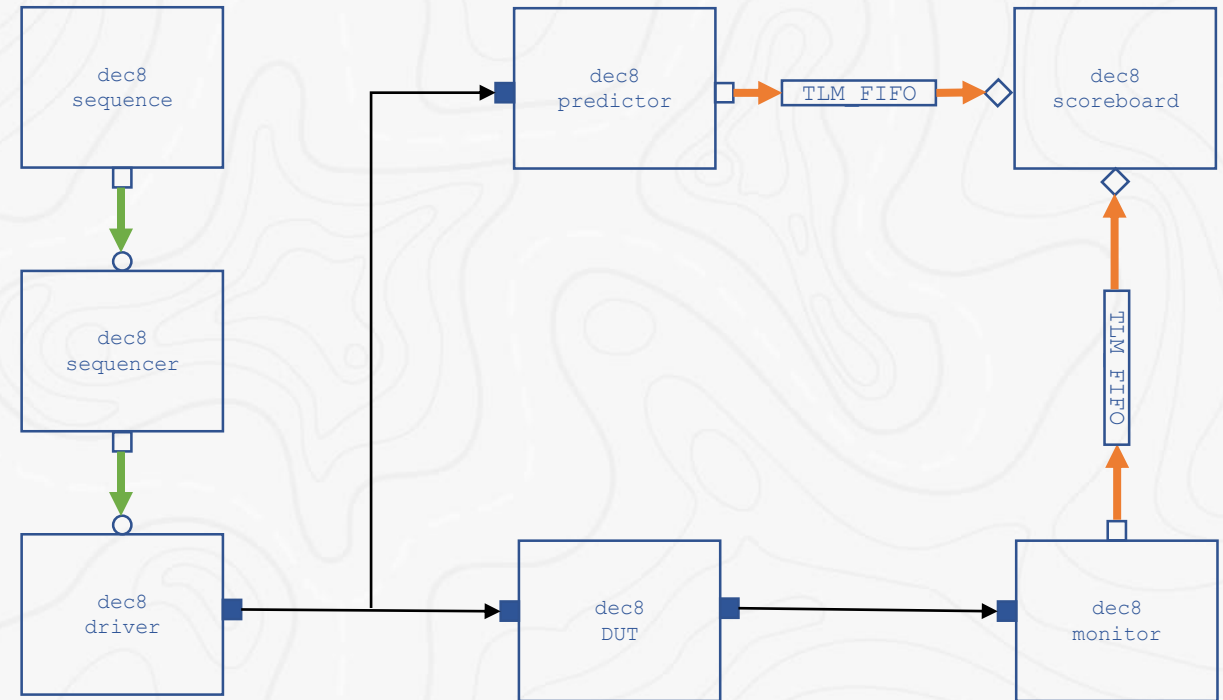 dec8
sequence
dec8
predictor
TLM_FIFO
dec8
scoreboard
dec8
sequencer
TLM FIFO
dec8
driver
dec8
DUT
dec8
monitor